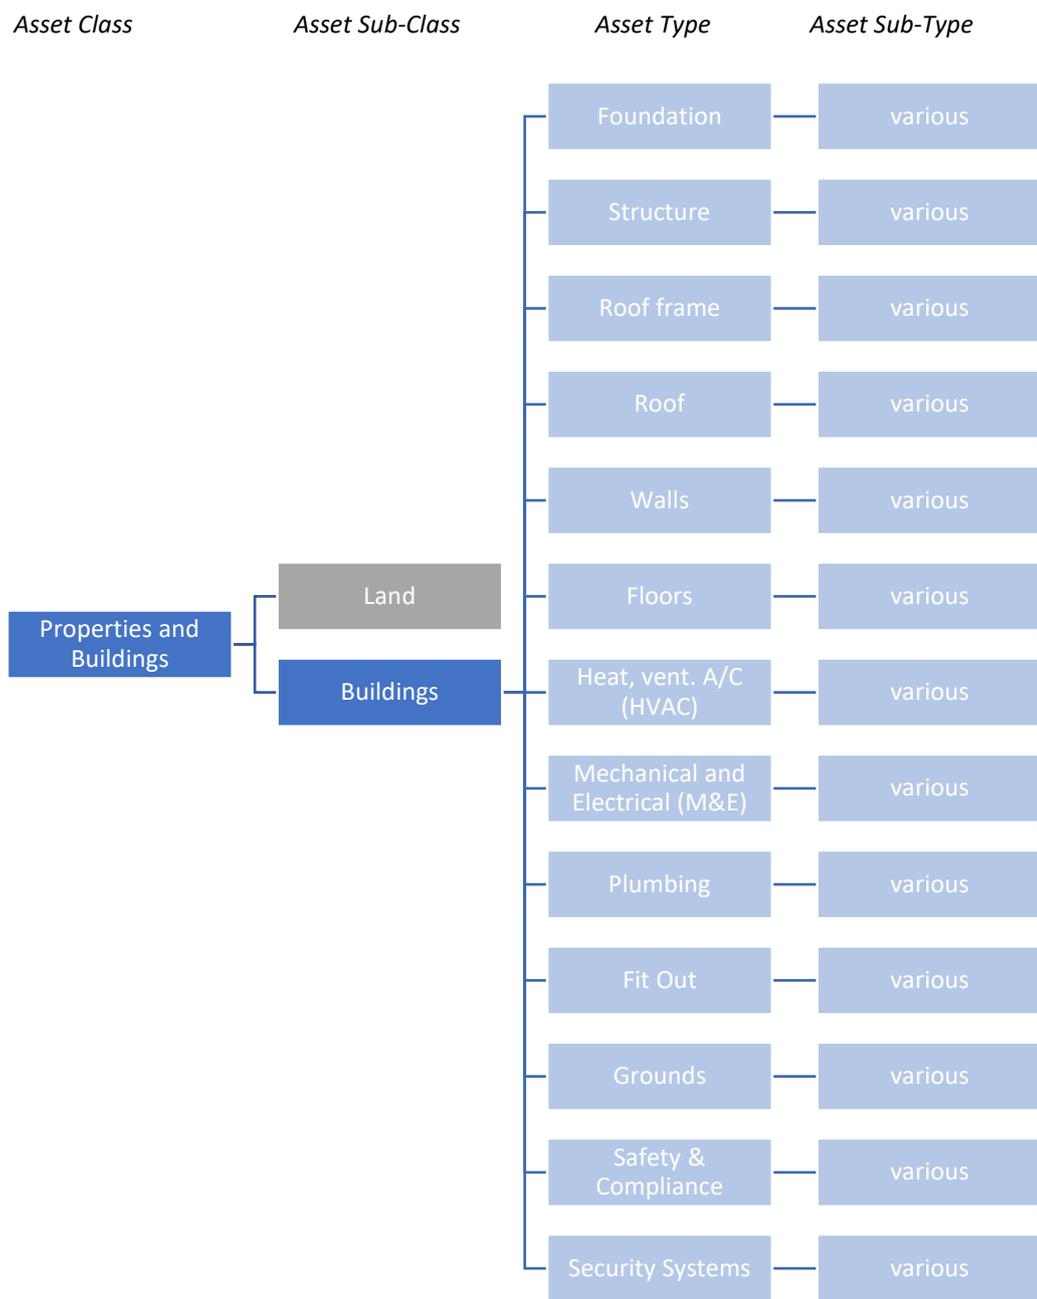 Asset Class
Asset Sub-Class
Asset Type
Asset Sub-Type
Foundation
various
Structure
various
Roof frame
various
Roof
various
Walls
various
Land
Floors
various
Properties and
Buildings
Buildings
Heat, vent. A/C
(HVAC)
various
Mechanical and
Electrical (M&E)
various
Plumbing
various
Fit Out
various
Grounds
various
Safety &
Compliance
various
Security Systems
various